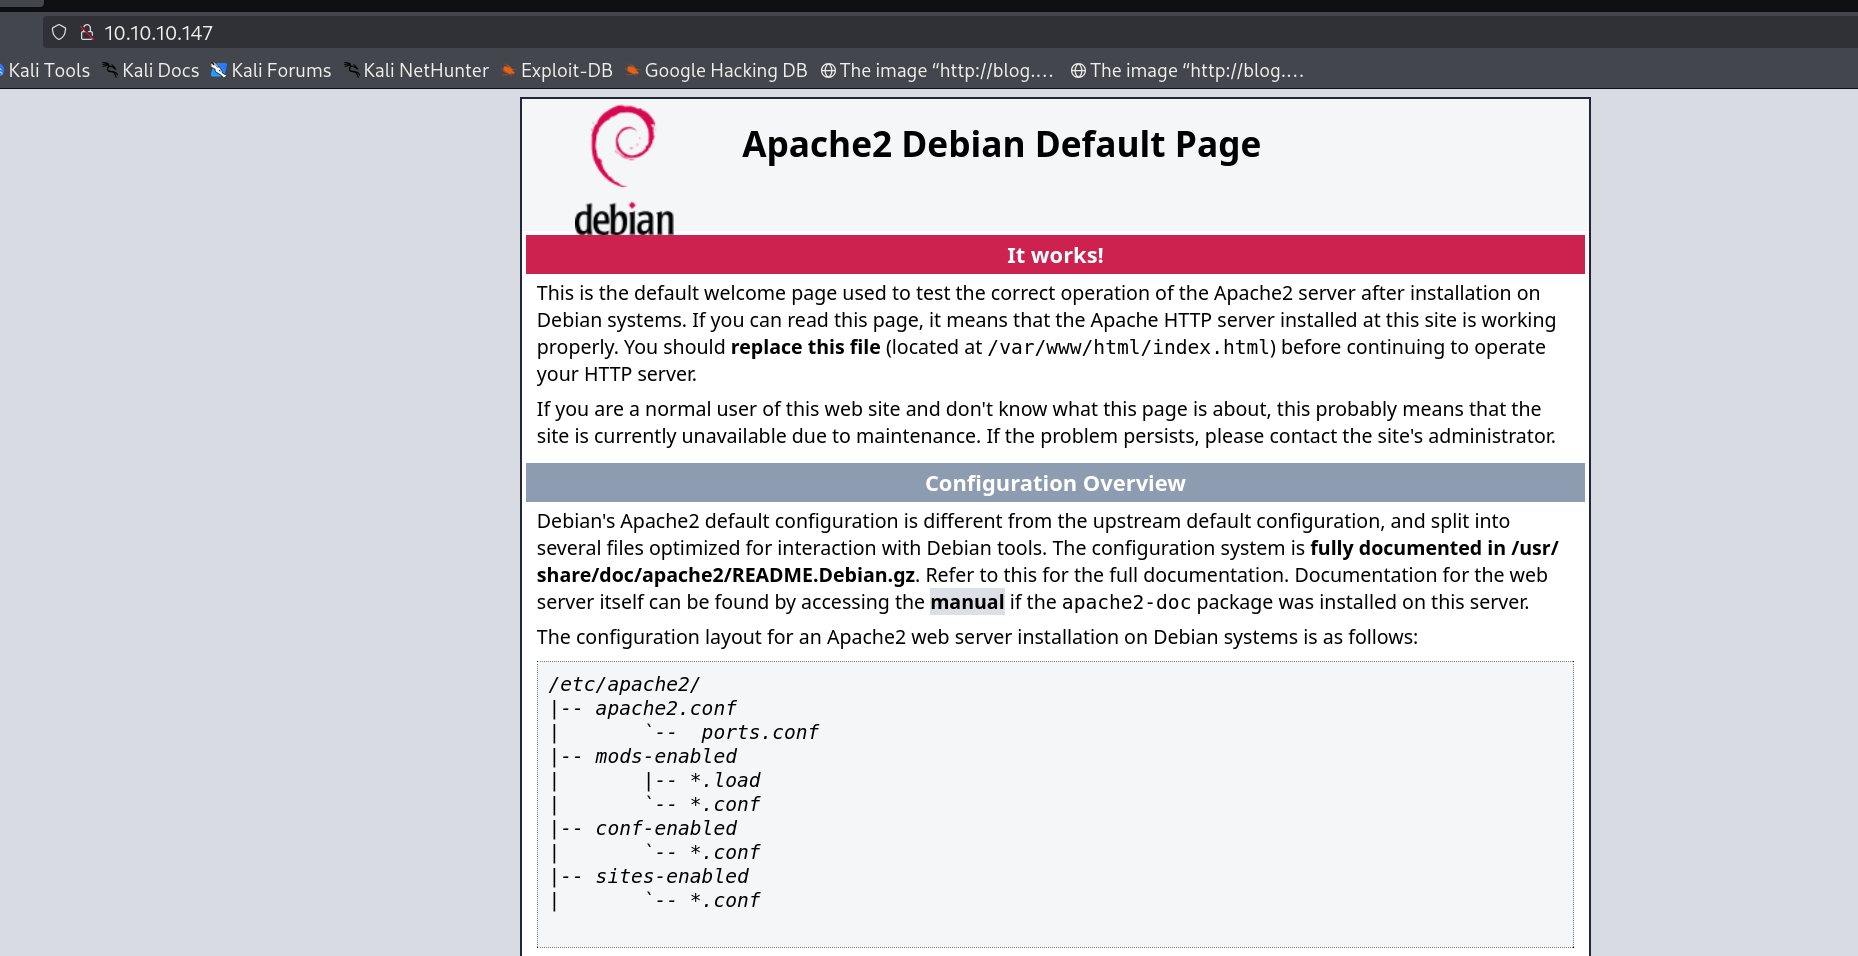 10.10.10.147
Kali Tools Kali Docs Kali Forums Kali NetHunter Exploit-DB Google Hacking DB The image “http://blog.... The image “http://blog....
debian
Apache2 Debian Default Page
It works!
This is the default welcome page used to test the correct operation of the Apache2 server after installation on
Debian systems. If you can read this page, it means that the Apache HTTP server installed at this site is working
properly. You should replace this file (located at /var/www/html/index.html) before continuing to operate
your HTTP server.
If you are a normal user of this web site and don't know what this page is about, this probably means that the
site is currently unavailable due to maintenance. If the problem persists, please contact the site's administrator.
Configuration Overview
Debian's Apache2 default configuration is different from the upstream default configuration, and split into
several files optimized for interaction with Debian tools. The configuration system is fully documented in /usr/
share/doc/apache2/README.Debian.gz. Refer to this for the full documentation. Documentation for the web
server itself can be found by accessing the manual if the apache2-doc package was installed on this server.
The configuration layout for an Apache2 web server installation on Debian systems is as follows:
/etc/apache2/
|-- apache2.conf
|       `--  ports.conf
|-- mods-enabled
|       |-- *.load
|       `-- *.conf
|-- conf-enabled
|       `-- *.conf
|-- sites-enabled
|       `-- *.conf